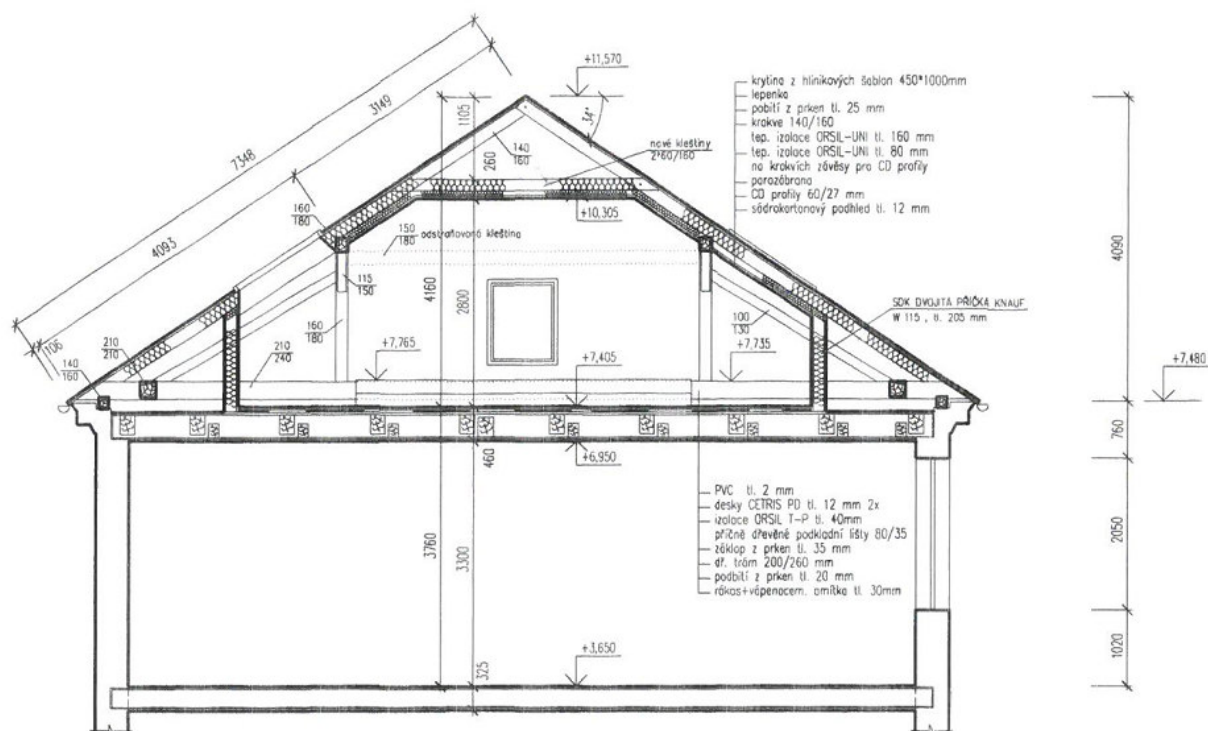 +11,570
3149
7348
4093
106
34°
1105
260
140
160
nové kleštiny
2*60/160
krytina z hliníkových šablon 450*1000mm
lepenka
pobití z prken tl. 25 mm
krokve 140/160
tep. izolace ORSIL-UNI tl. 160 mm
tep. izolace ORSIL-UNI tl. 80 mm
na krokvích závěsy pro CD profily
parozábrana
CD profily 60/27 mm
sádrokartonový podhled tl. 12 mm
+10,305
160
180
150
180
odstraňovaná kleština
115
150
4160
2800
4090
SDK DVOJITÁ PŘÍČKA KNAUF
W 115 , tl. 205 mm
160
180
100
130
210
210
140
160
210
240
+7,765
+7,405
+7,735
+7,480
760
460
+6,950
PVC tl. 2 mm
desky CETRIS PD tl. 12 mm 2x
izolace ORSIL T-P tl. 40mm
příčné dřevěné podkladní lišty 80/35
záklop z prken tl. 35 mm
dř. trám 200/260 mm
podbití z prken tl. 20 mm
rákos+vápenocem. omítka tl. 30mm
3760
3300
2050
1020
+3,650
325